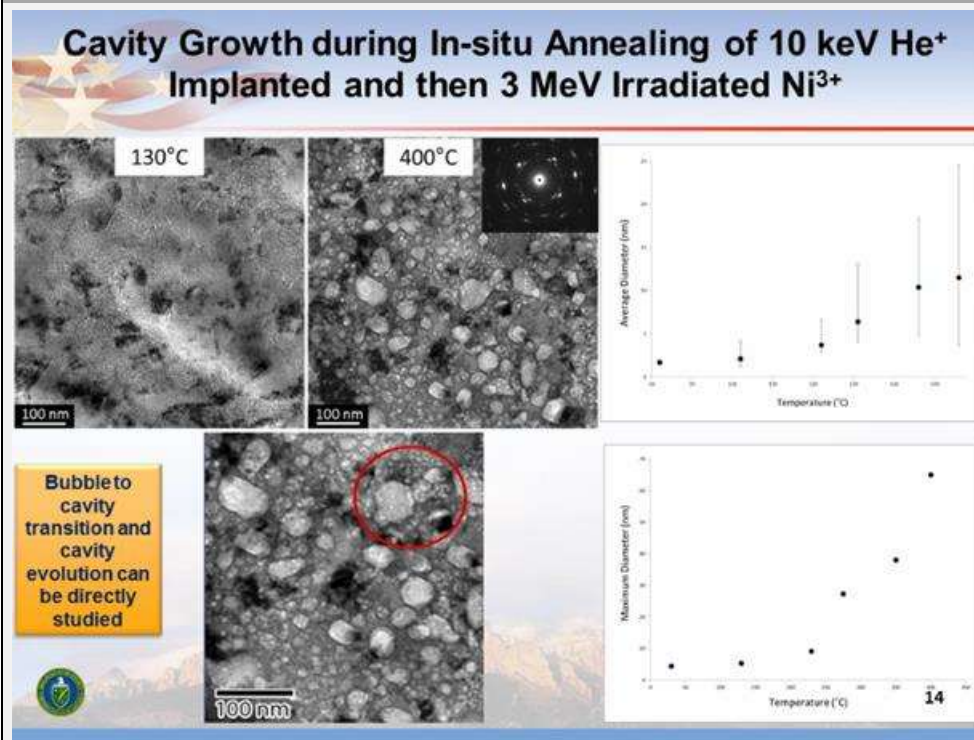 Cavity Growth during In-situ Annealing of 10 keV He⁺
Implanted and then 3 MeV Irradiated Ni³⁺
130°C
400°C
100 nm
100 nm
Average Diameter (nm)
Temperature (°C)
Bubble to
cavity
transition and
cavity
evolution can
be directly
studied
100 nm
Maximum Diameter (nm)
Temperature (°C)
14